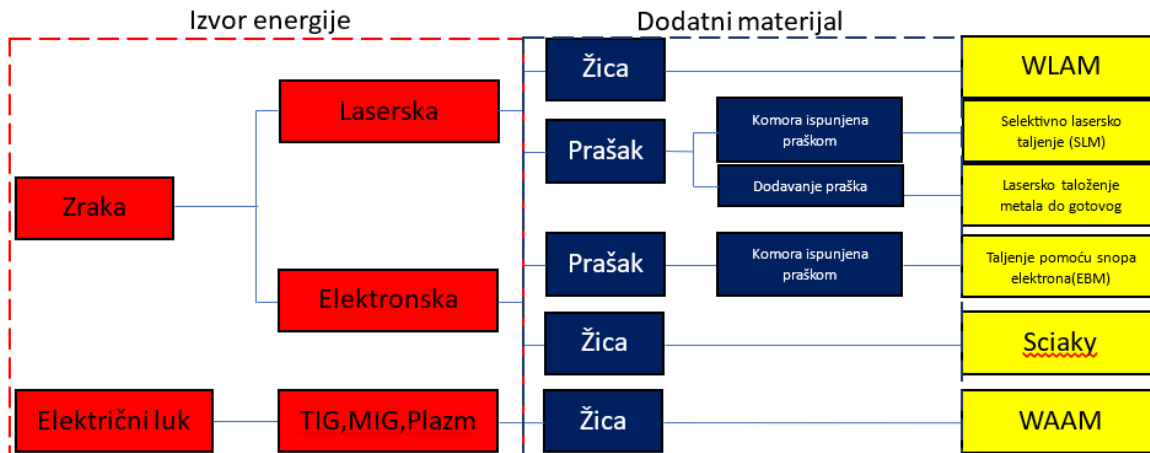 Izvor energije
Dodatni materijal
Žica
WLAM
Laserska
Komora ispunjena
praškom
Selektivno lasersko
taljenje (SLM)
Prašak
Dodavanje praška
Lasersko taloženje
metala do gotovog
Zraka
Prašak
Komora ispunjena
praškom
Taljenje pomoću snopa
elektrona(EBM)
Elektronska
Žica
Sciaky
Električni luk
TIG,MIG,Plazm
Žica
WAAM